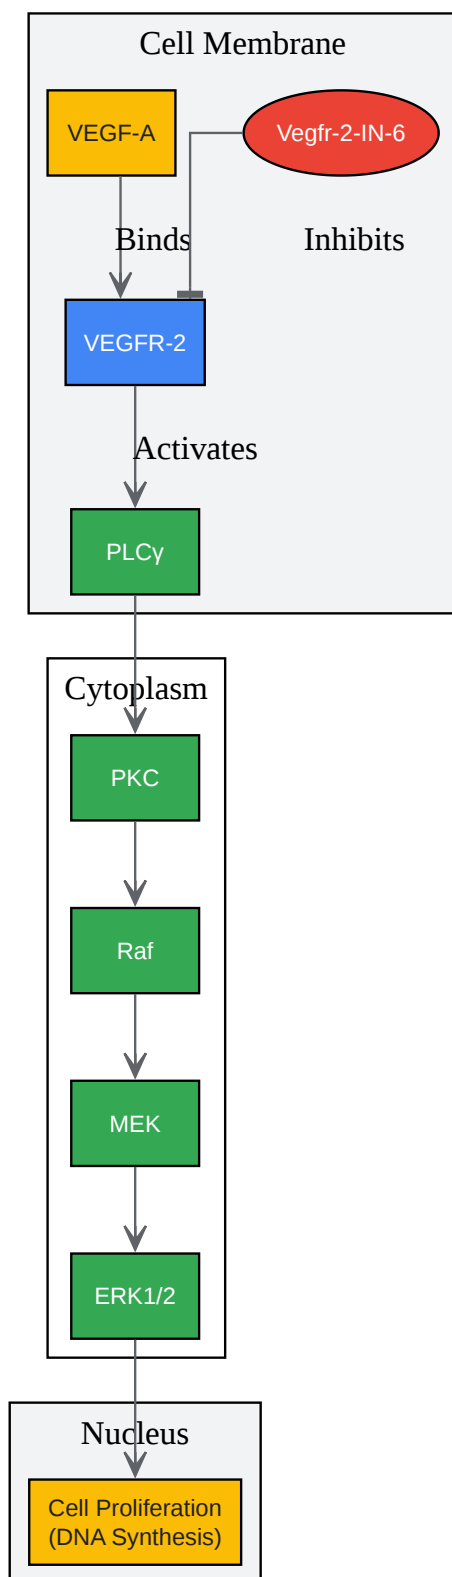 Cell Membrane
VEGF-A
Vegfr-2-IN-6
Binds
Inhibits
VEGFR-2
Activates
PLCγ
Cytoplasm
PKC
Raf
MEK
ERK1/2
Nucleus
Cell Proliferation
(DNA Synthesis)